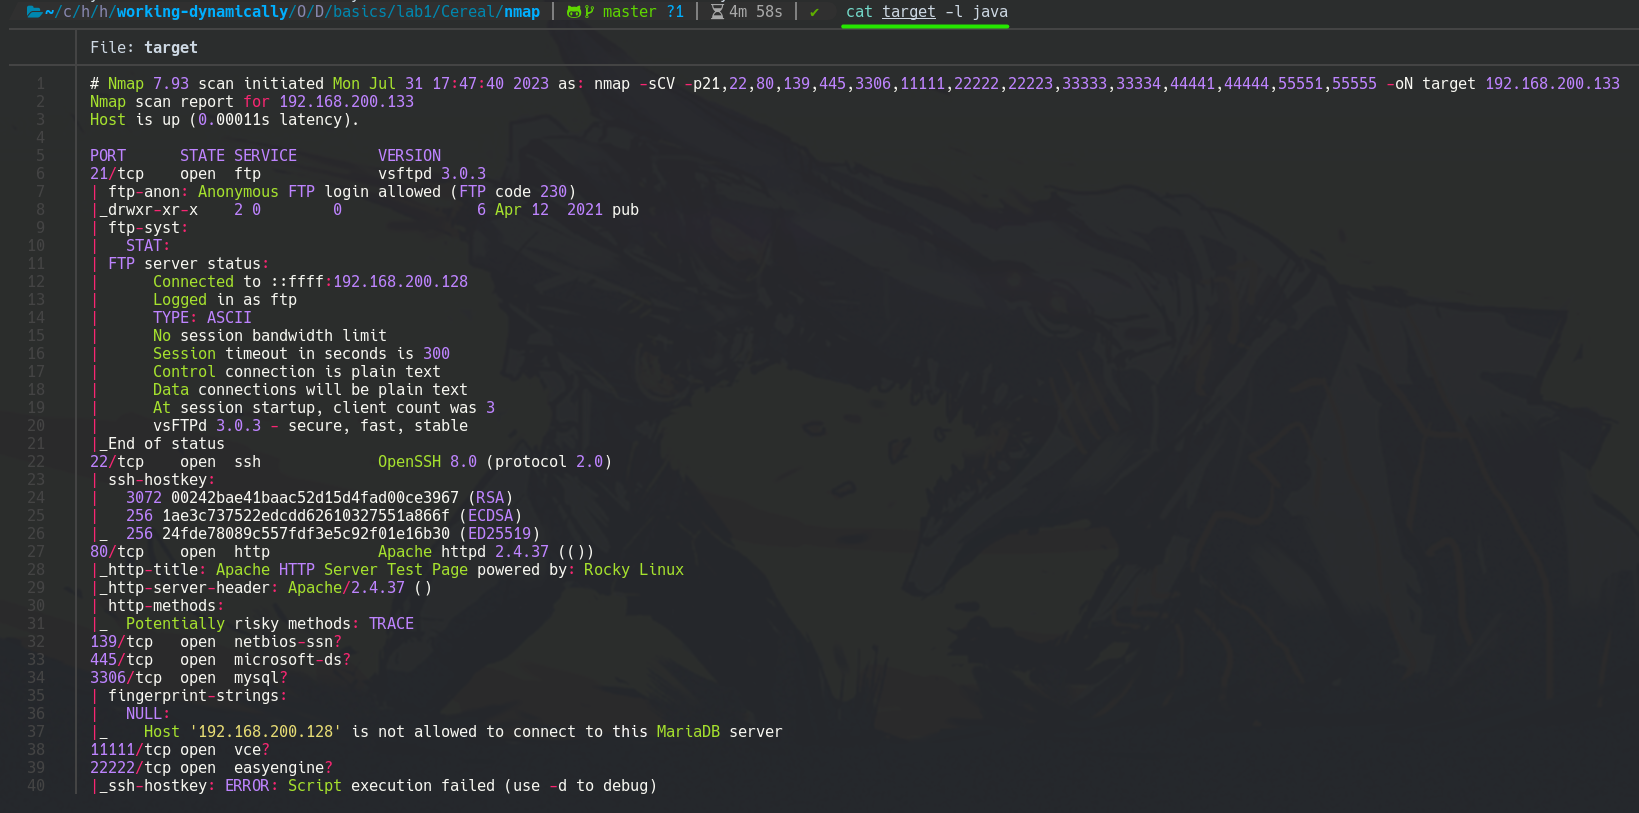 ~/c/h/h/working-dynamically/O/D/basics/lab1/Cereal/nmap | master ?1 | 4m 58s | ✔ cat target -l java
File: target
1 # Nmap 7.93 scan initiated Mon Jul 31 17:47:40 2023 as: nmap -sCV -p21,22,80,139,445,3306,11111,22222,22223,33333,33334,44441,44444,55551,55555 -oN target 192.168.200.133
2 Nmap scan report for 192.168.200.133
3 Host is up (0.00011s latency).
4
5 PORT      STATE SERVICE         VERSION
6 21/tcp    open  ftp             vsftpd 3.0.3
7 | ftp-anon: Anonymous FTP login allowed (FTP code 230)
8 |_drwxr-xr-x    2 0        0               6 Apr 12  2021 pub
9 | ftp-syst:
10 |   STAT:
11 | FTP server status:
12 |      Connected to ::ffff:192.168.200.128
13 |      Logged in as ftp
14 |      TYPE: ASCII
15 |      No session bandwidth limit
16 |      Session timeout in seconds is 300
17 |      Control connection is plain text
18 |      Data connections will be plain text
19 |      At session startup, client count was 3
20 |      vsFTPd 3.0.3 - secure, fast, stable
21 |_End of status
22 22/tcp    open  ssh             OpenSSH 8.0 (protocol 2.0)
23 | ssh-hostkey:
24 |   3072 00242bae41baac52d15d4fad00ce3967 (RSA)
25 |   256 1ae3c737522edcdd62610327551a866f (ECDSA)
26 |_  256 24fde78089c557fdf3e5c92f01e16b30 (ED25519)
27 80/tcp    open  http            Apache httpd 2.4.37 (())
28 |_http-title: Apache HTTP Server Test Page powered by: Rocky Linux
29 |_http-server-header: Apache/2.4.37 ()
30 | http-methods:
31 |_  Potentially risky methods: TRACE
32 139/tcp   open  netbios-ssn?
33 445/tcp   open  microsoft-ds?
34 3306/tcp  open  mysql?
35 | fingerprint-strings:
36 |   NULL:
37 |_    Host '192.168.200.128' is not allowed to connect to this MariaDB server
38 11111/tcp open  vce?
39 22222/tcp open  easyengine?
40 |_ssh-hostkey: ERROR: Script execution failed (use -d to debug)